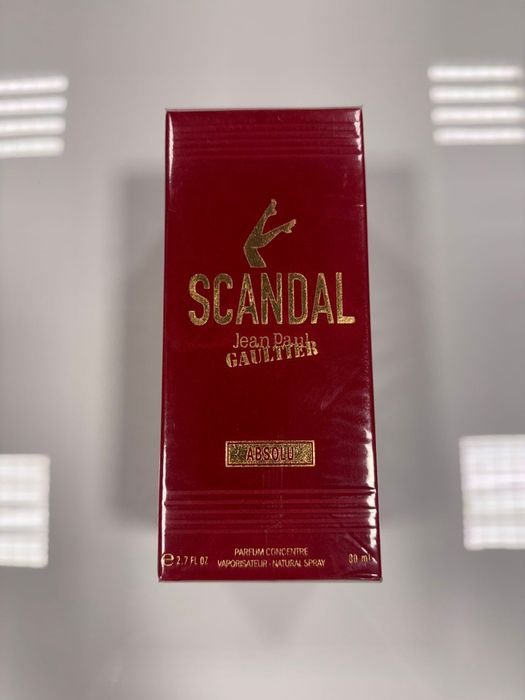 SCANDAL
Jean Paul
GAULTIER
ABSOLU
PARFUM CONCENTRE
℮ 2.7 FL OZ VAPORISATEUR - NATURAL SPRAY 80 ml